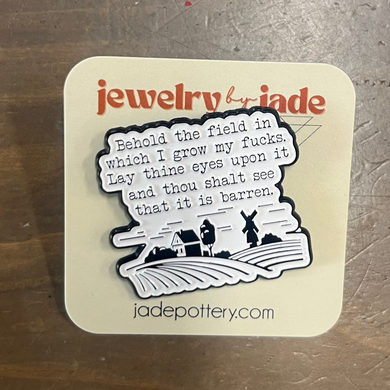 jewelry by jade
Behold the field in
which I grow my fucks.
Lay thine eyes upon it
and thou shalt see
that it is barren.
jadepottery.com